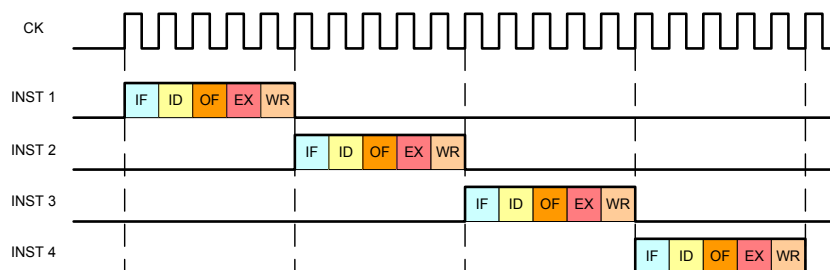 CK
INST 1 IF ID OF EX WR
INST 2 IF ID OF EX WR
INST 3 IF ID OF EX WR
INST 4 IF ID OF EX WR